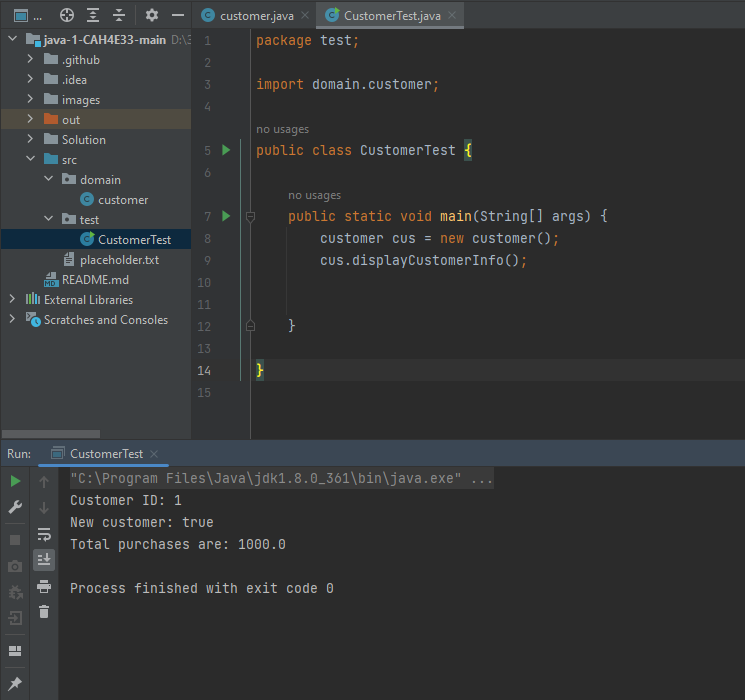 ...
customer.java
CustomerTest.java
java-1-CAH4E33-main
.github
.idea
images
out
Solution
src
domain
customer
test
CustomerTest
placeholder.txt
MD
README.md
External Libraries
Scratches and Consoles
1 package test;
2
3 import domain.customer;
4
no usages
5 public class CustomerTest {
6
no usages
7 public static void main(String[] args) {
8 customer cus = new customer();
9 cus.displayCustomerInfo();
10
11
12 }
13
14 }
15
Run: CustomerTest
"C:\Program Files\Java\jdk1.8.0_361\bin\java.exe" ...
Customer ID: 1
New customer: true
Total purchases are: 1000.0
Process finished with exit code 0